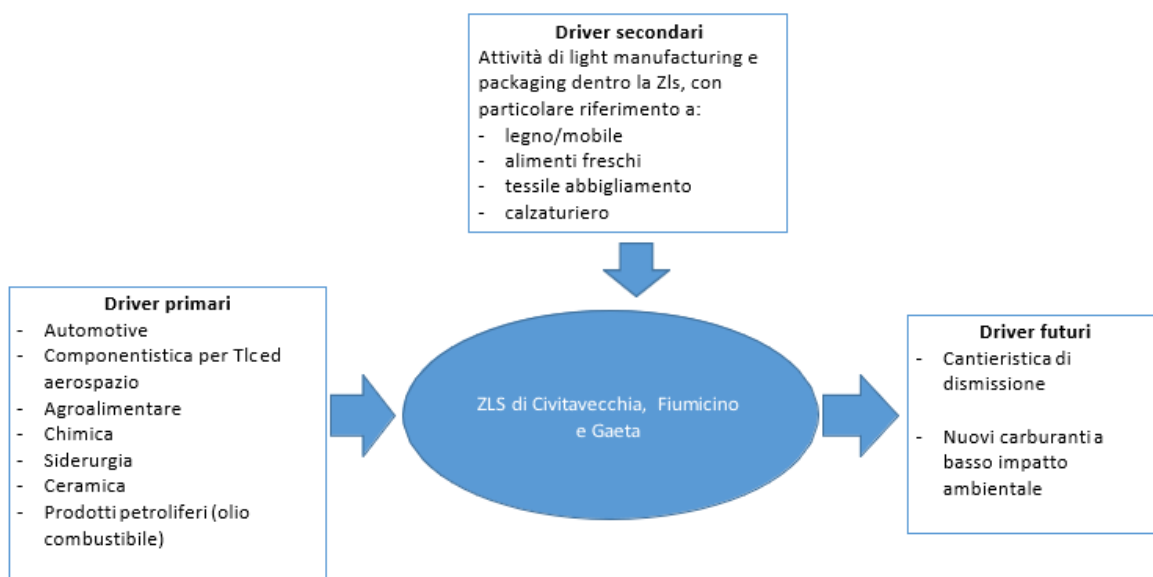 Driver secondari
Attività di light manufacturing e
packaging dentro la Zls, con
particolare riferimento a:
- legno/mobile
- alimenti freschi
- tessile abbigliamento
- calzaturiero
Driver primari
- Automotive
- Componentistica per Tlc ed
aerospazio
- Agroalimentare
- Chimica
- Siderurgia
- Ceramica
- Prodotti petroliferi (olio
combustibile)
ZLS di Civitavecchia, Fiumicino
e Gaeta
Driver futuri
- Cantieristica di
dismissione
- Nuovi carburanti a
basso impatto
ambientale